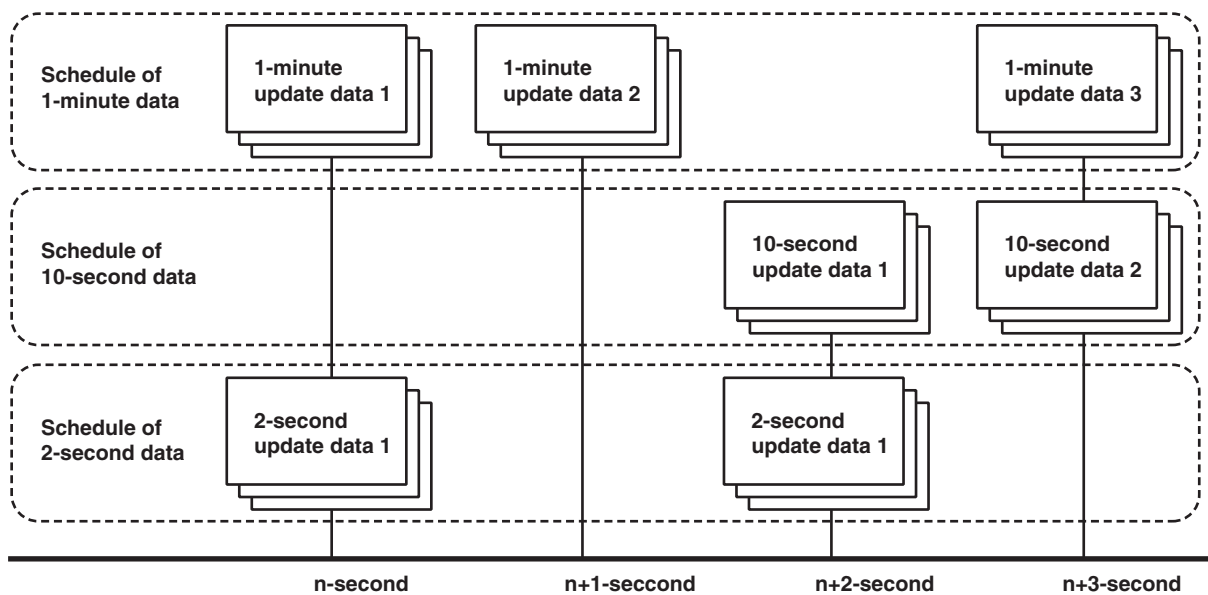 Schedule of
1-minute data
1-minute
update data 1
1-minute
update data 2
1-minute
update data 3
Schedule of
10-second data
10-second
update data 1
10-second
update data 2
Schedule of
2-second data
2-second
update data 1
2-second
update data 1
n-second
n+1-seccond
n+2-second
n+3-second